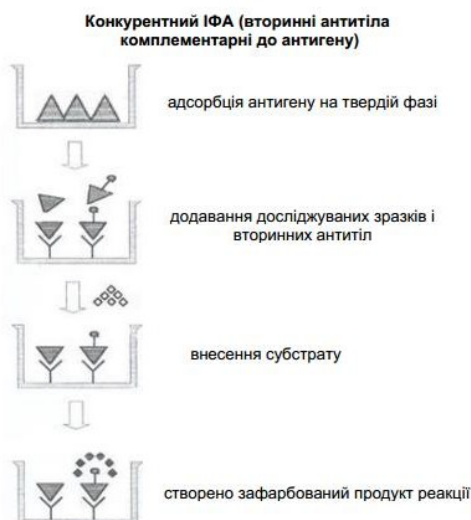 Конкурентний ІФА (вторинні антитіла
комплементарні до антигену)
адсорбція антигену на твердій фазі
додавання досліджуваних зразків і
вторинних антитіл
внесення субстрату
створено зафарбований продукт реакції